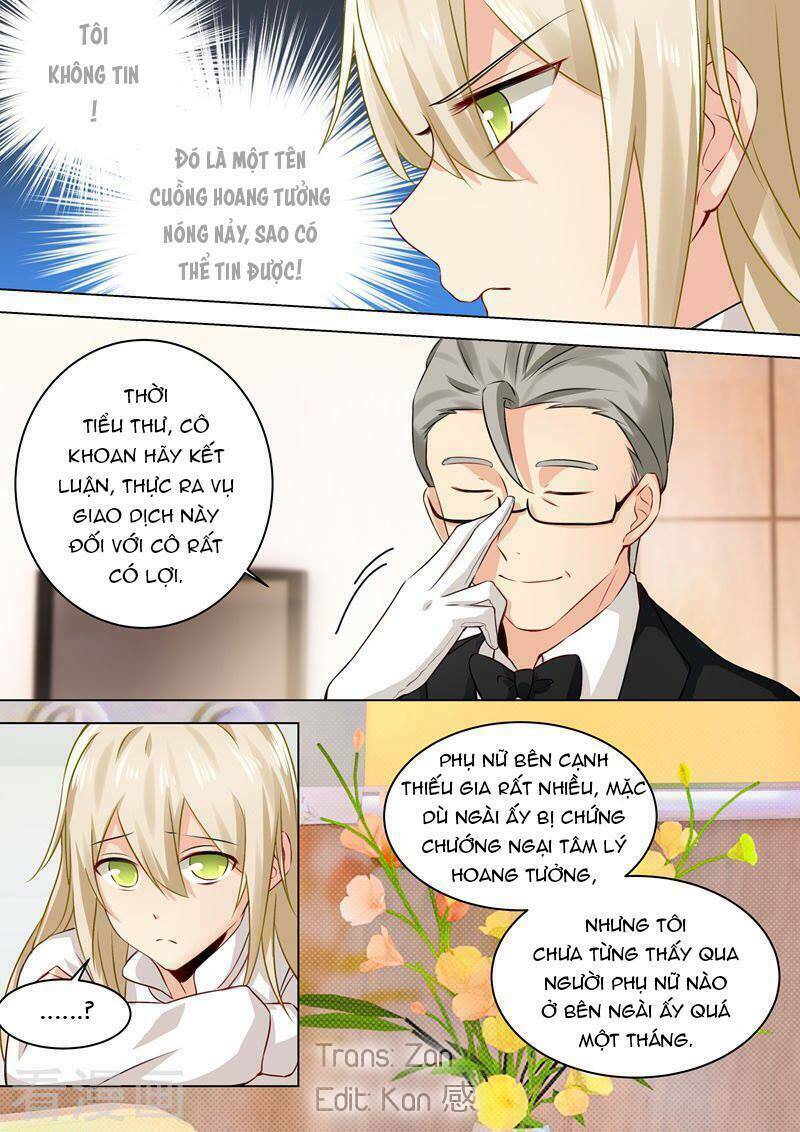 TÔI
KHÔNG TIN
!
ĐÓ LÀ MỘT TÊN
CUỒNG HOANG TƯỞNG
NÓNG NẢY, SAO CÓ
THỂ TIN ĐƯỢC!
THỜI
TIỂU THƯ, CÔ
KHOAN HÃY KẾT
LUẬN, THỰC RA VỤ
GIAO DỊCH NÀY
ĐỐI VỚI CÔ RẤT
CÓ LỢI.
PHỤ NỮ BÊN CẠNH
THIẾU GIA RẤT NHIỀU, MẶC
DÙ NGÀI ẤY BỊ CHỨNG
CHƯỚNG NGẠI TÂM LÝ
HOANG TƯỞNG,
......?
NHƯNG TÔI
CHƯA TỪNG THẤY QUA
NGƯỜI PHỤ NỮ NÀO
Ở BÊN NGÀI ẤY QUÁ
MỘT THÁNG.
Trans: Zan
Edit: Kan 感
看漫画